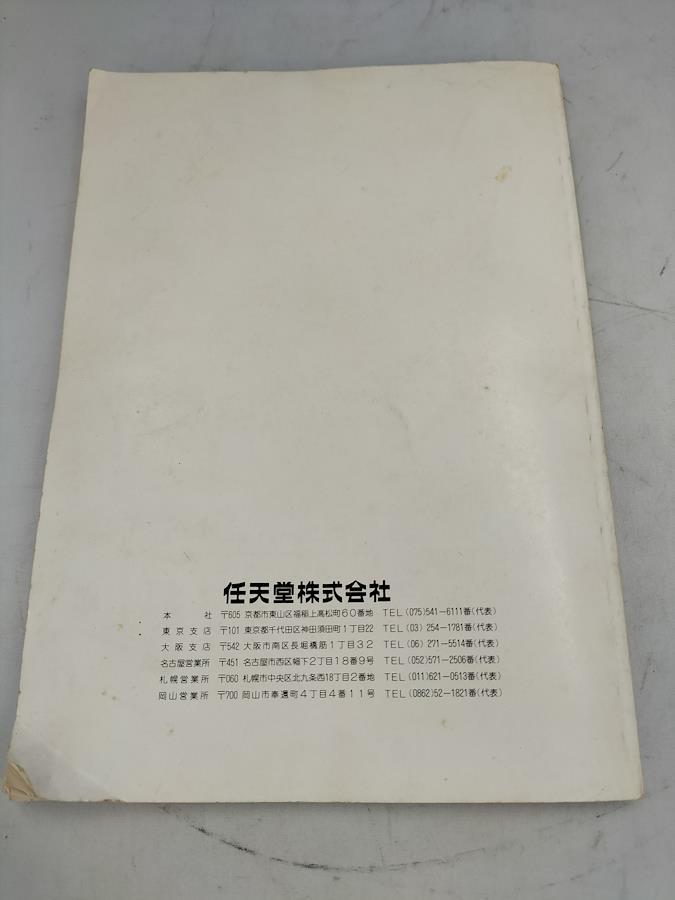 任天堂株式会社
本 社 〒605 京都市東山区福稲上高松町60番地 TEL(075)541-6111番(代表)
東京支店 〒101 東京都千代田区神田須田町1丁目22 TEL(03)254-1781番(代表)
大阪支店 〒542 大阪市南区長堀橋筋1丁目32 TEL(06)271-5514番(代表)
名古屋営業所 〒451 名古屋市西区幅下2丁目18番9号 TEL(052)571-2506番(代表)
札幌営業所 〒060 札幌市中央区北九条西18丁目2番地 TEL(011)621-0513番(代表)
岡山営業所 〒700 岡山市奉還町4丁目4番11号 TEL(0862)52-1821番(代表)